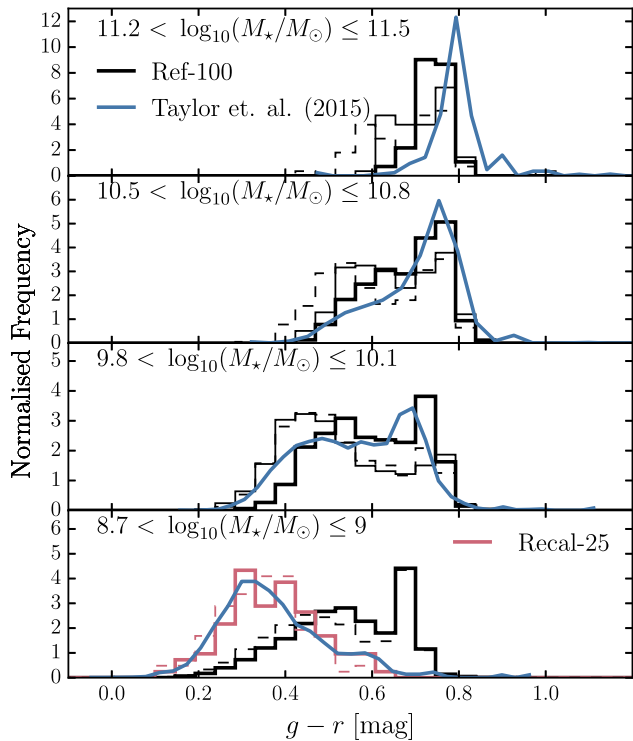 11.2 < log₁₀(M⋆/M⊙) ≤ 11.5
Ref-100
Taylor et. al. (2015)
12
10
8
6
4
2
0
10.5 < log₁₀(M⋆/M⊙) ≤ 10.8
6
5
4
3
2
1
0
9.8 < log₁₀(M⋆/M⊙) ≤ 10.1
5
4
3
2
1
0
8.7 < log₁₀(M⋆/M⊙) ≤ 9
Recal-25
6
5
4
3
2
1
0
0.0 0.2 0.4 0.6 0.8 1.0
g − r [mag]
Normalised Frequency